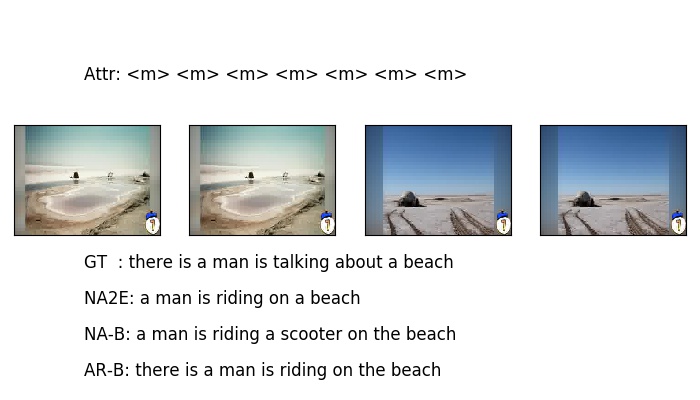 Attr: <m> <m> <m> <m> <m> <m> <m>
GT  : there is a man is talking about a beach
NA2E: a man is riding on a beach
NA-B: a man is riding a scooter on the beach
AR-B: there is a man is riding on the beach